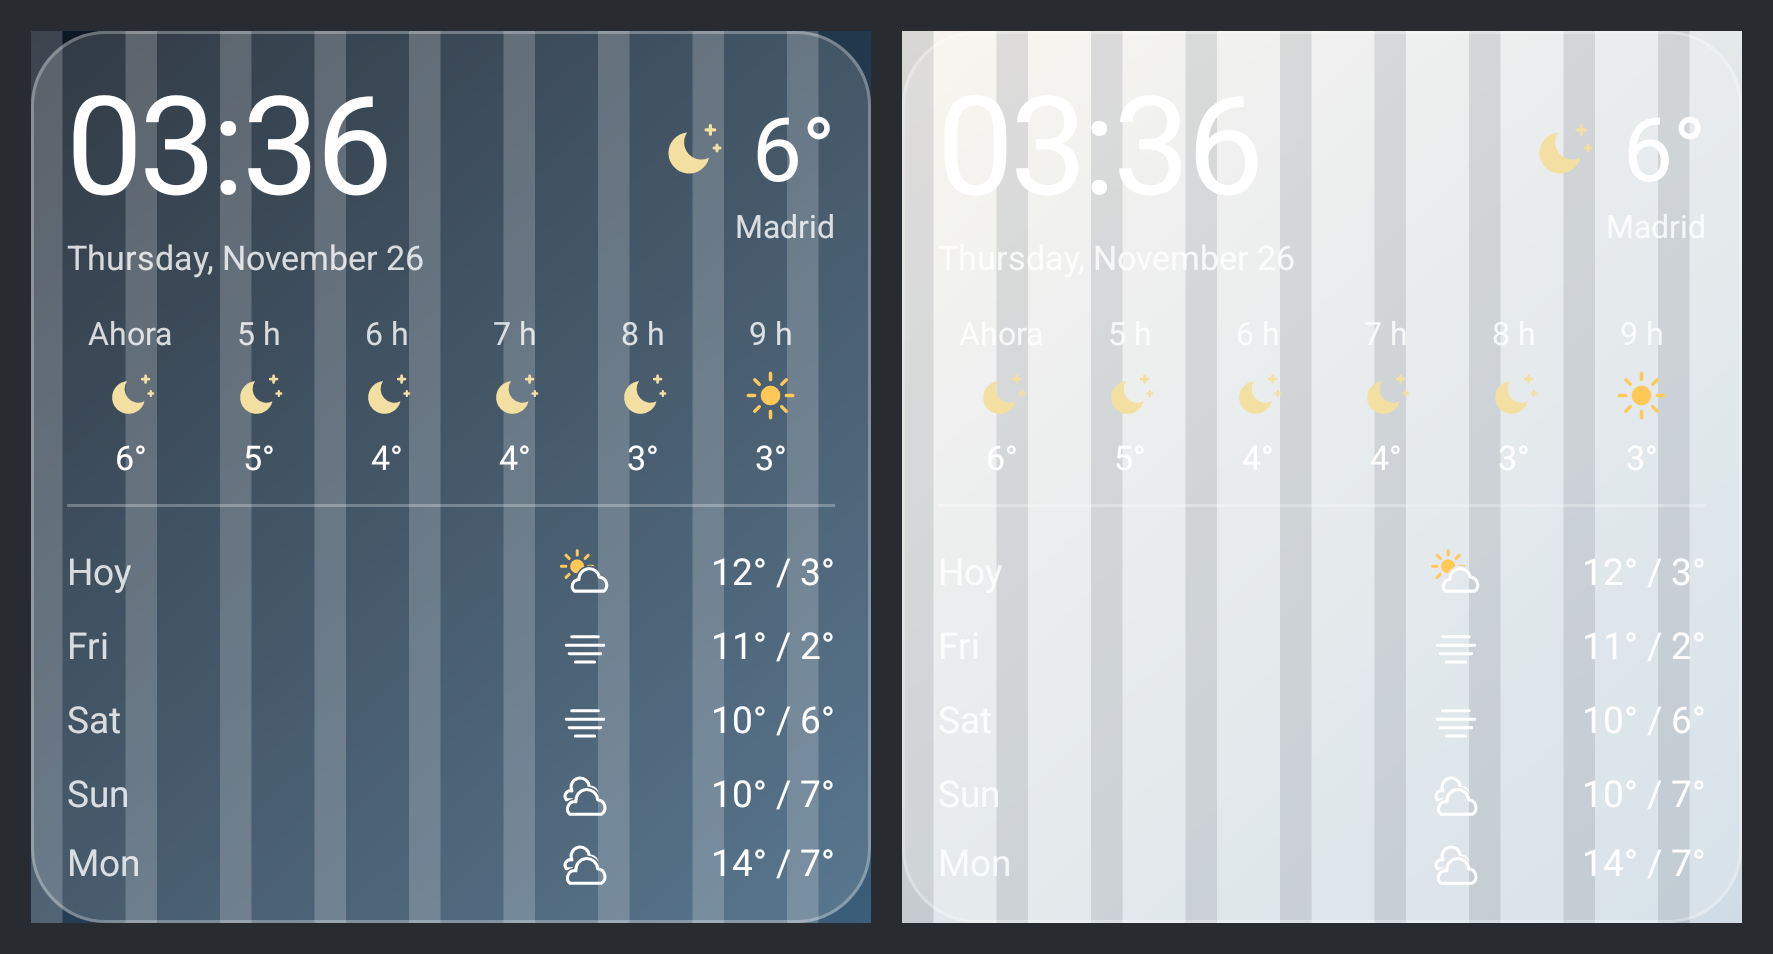 03:36
6°
Madrid
Thursday, November 26
Ahora 5 h 6 h 7 h 8 h 9 h
6° 5° 4° 4° 3° 3°
Hoy 12° / 3°
Fri 11° / 2°
Sat 10° / 6°
Sun 10° / 7°
Mon 14° / 7°
03:36
6°
Madrid
Thursday, November 26
Ahora 5 h 6 h 7 h 8 h 9 h
6° 5° 4° 4° 3° 3°
Hoy 12° / 3°
Fri 11° / 2°
Sat 10° / 6°
Sun 10° / 7°
Mon 14° / 7°